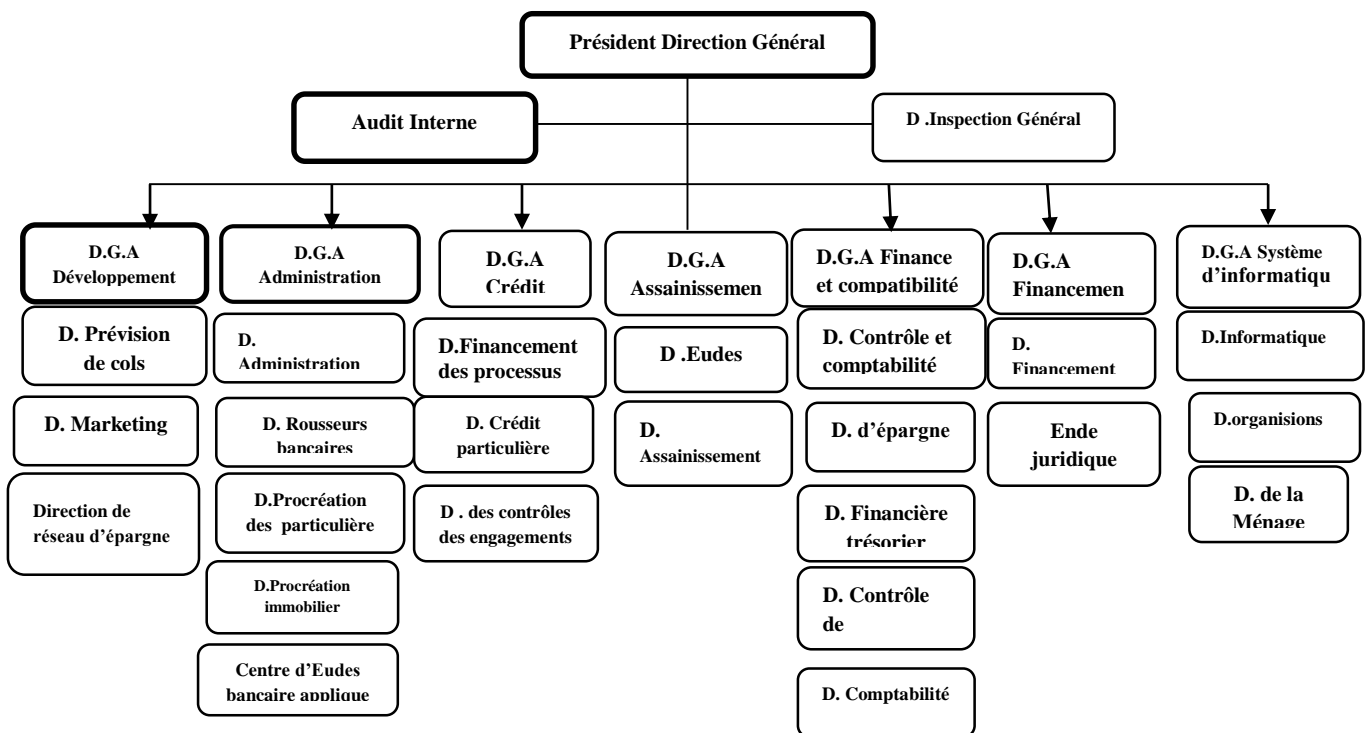 Président Direction Général
Audit Interne
D .Inspection Général
D.G.A
Développement
D. Prévision
de cols
D. Marketing
Direction de
réseau d’épargne
D.G.A
Administration
D.
Administration
D. Rousseurs
bancaires
D.Procréation
des particulière
D.Procréation
immobilier
Centre d’Eudes
bancaire applique
D.G.A
Crédit
D.Financement
des processus
D. Crédit
particulière
D . des contrôles
des engagements
D.G.A
Assainissemen
D .Eudes
D.
Assainissement
D.G.A Finance
et compatibilité
D. Contrôle et
comptabilité
D. d’épargne
D. Financière
trésorier
D. Contrôle
de
D. Comptabilité
D.G.A
Financemen
D.
Financement
Ende
juridique
D.G.A Système
d’informatiqu
D.Informatique
D.organisions
D. de la
Ménage